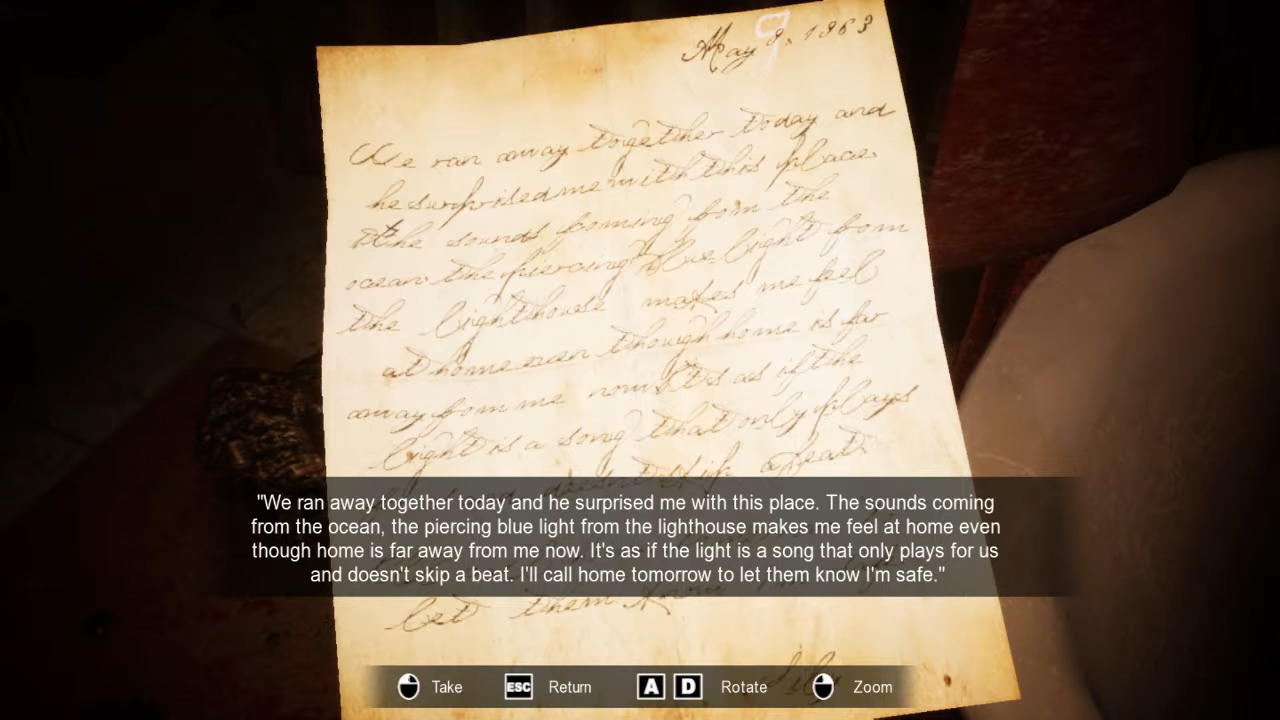 May 9. 1963
We ran away together today and
he surprised me with this place
the sounds coming from the
ocean the piercing blue light from
the lighthouse makes me feel
at home even though home is far
away from me now it's as if the
light is a song that only plays
doesnt skip a beat
"We ran away together today and he surprised me with this place. The sounds coming
from the ocean, the piercing blue light from the lighthouse makes me feel at home even
though home is far away from me now. It's as if the light is a song that only plays for us
and doesn't skip a beat. I'll call home tomorrow to let them know I'm safe."
let them know
Lily
Take ESC Return A D Rotate Zoom